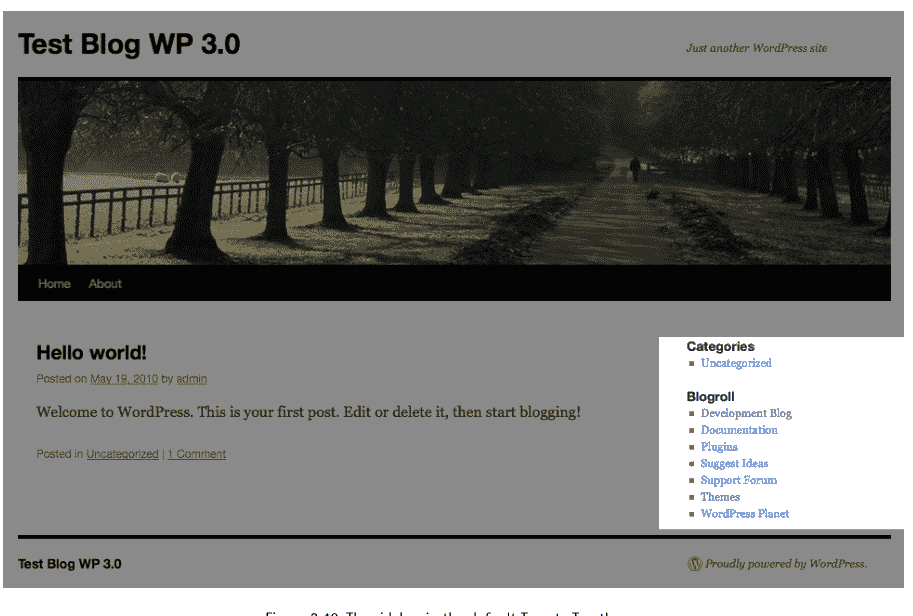 Test Blog WP 3.0
Just another WordPress site
Home About
Hello world!
Posted on May 19, 2010 by admin
Welcome to WordPress. This is your first post. Edit or delete it, then start blogging!
Posted in Uncategorized | 1 Comment
Categories
Uncategorized
Blogroll
Development Blog
Documentation
Plugins
Suggest Ideas
Support Forum
Themes
WordPress Planet
Test Blog WP 3.0
Proudly powered by WordPress.